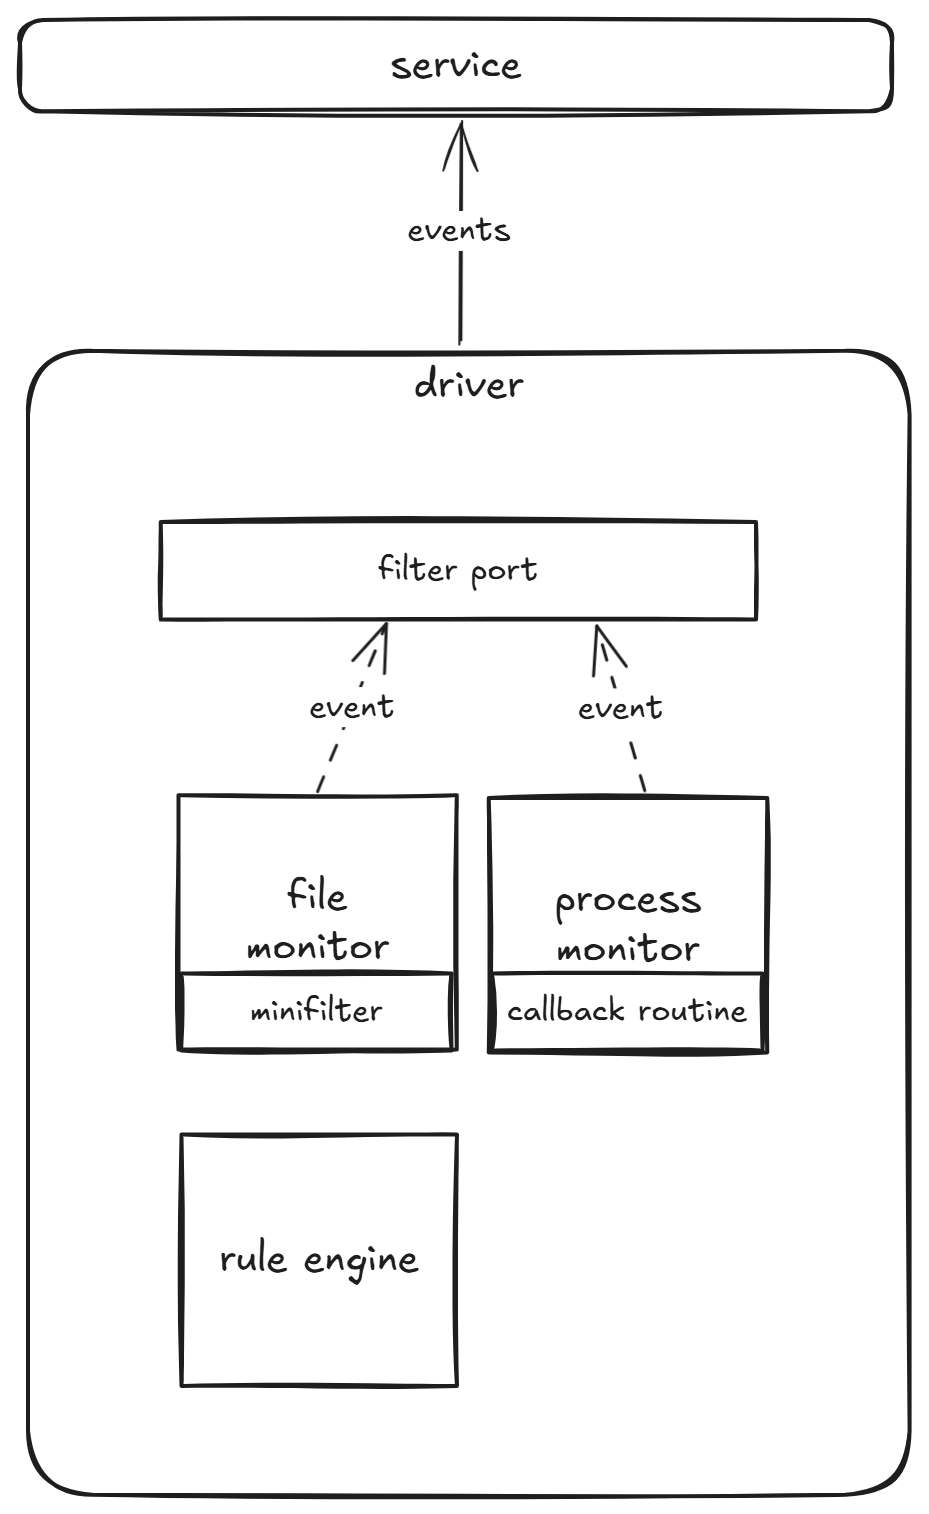 service
events
driver
filter port
event
event
file
monitor
minifilter
process
monitor
callback routine
rule engine